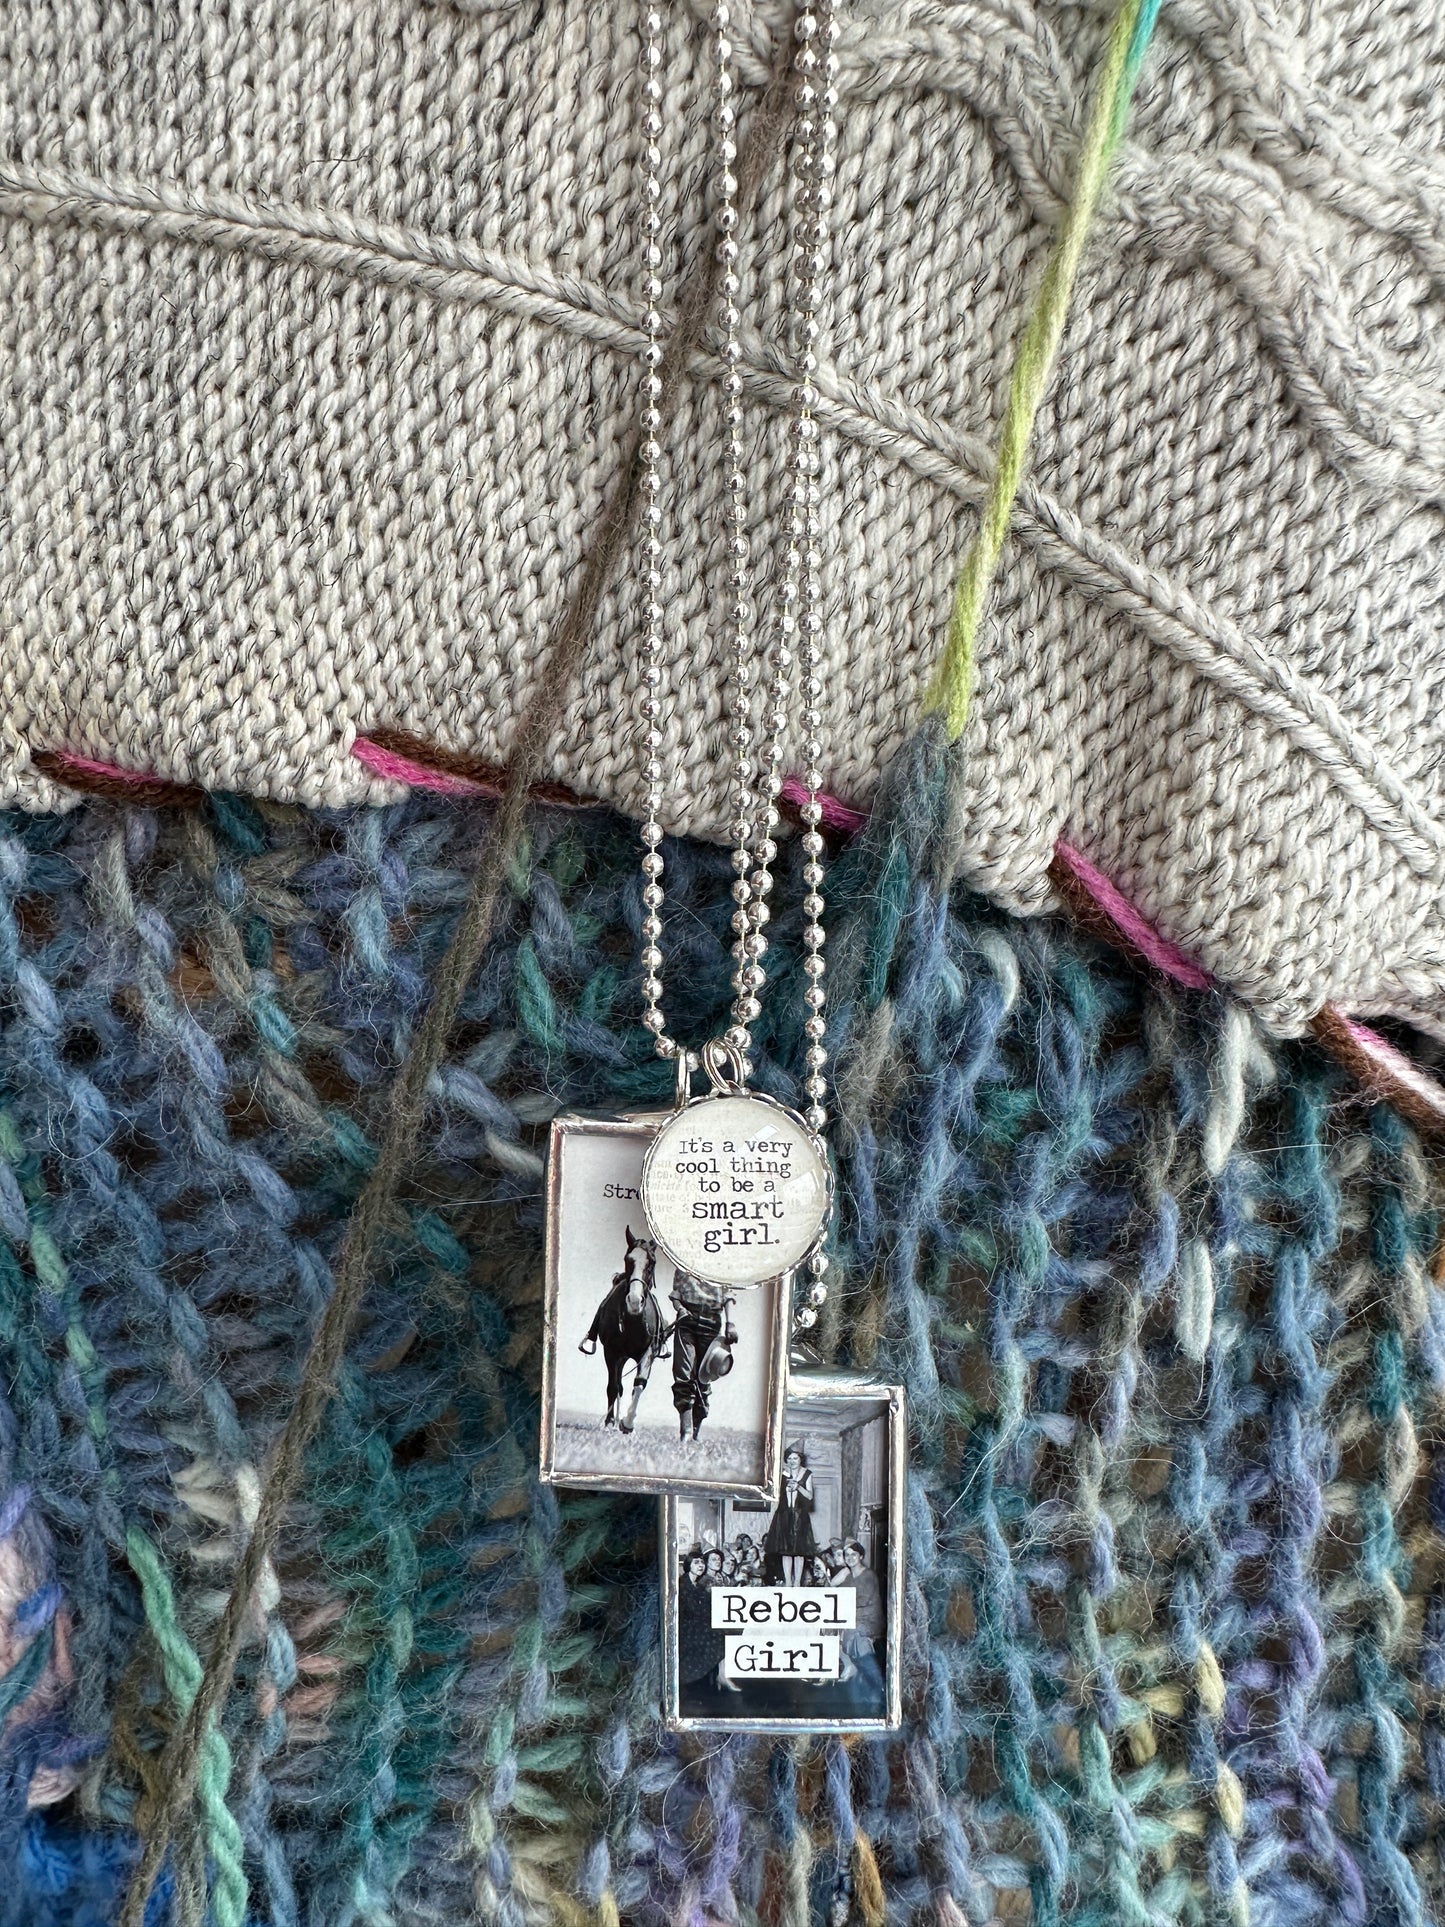 It's a very
cool thing
to be a
smart
girl.
Str
Rebel
Girl